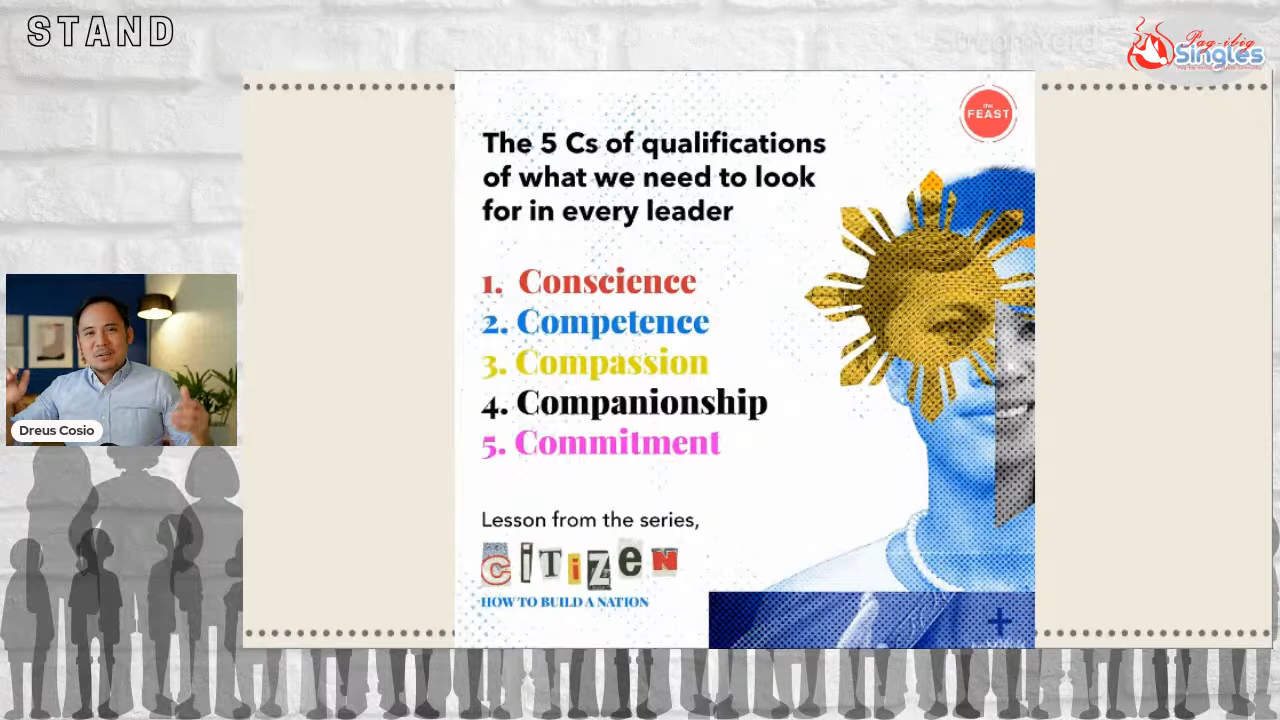 STAND
Pag-ibig
Singles
the
FEAST
The 5 Cs of qualifications
of what we need to look
for in every leader
1. Conscience
2. Competence
3. Compassion
4. Companionship
5. Commitment
Dreus Cosio
Lesson from the series,
CiTiZeN
HOW TO BUILD A NATION